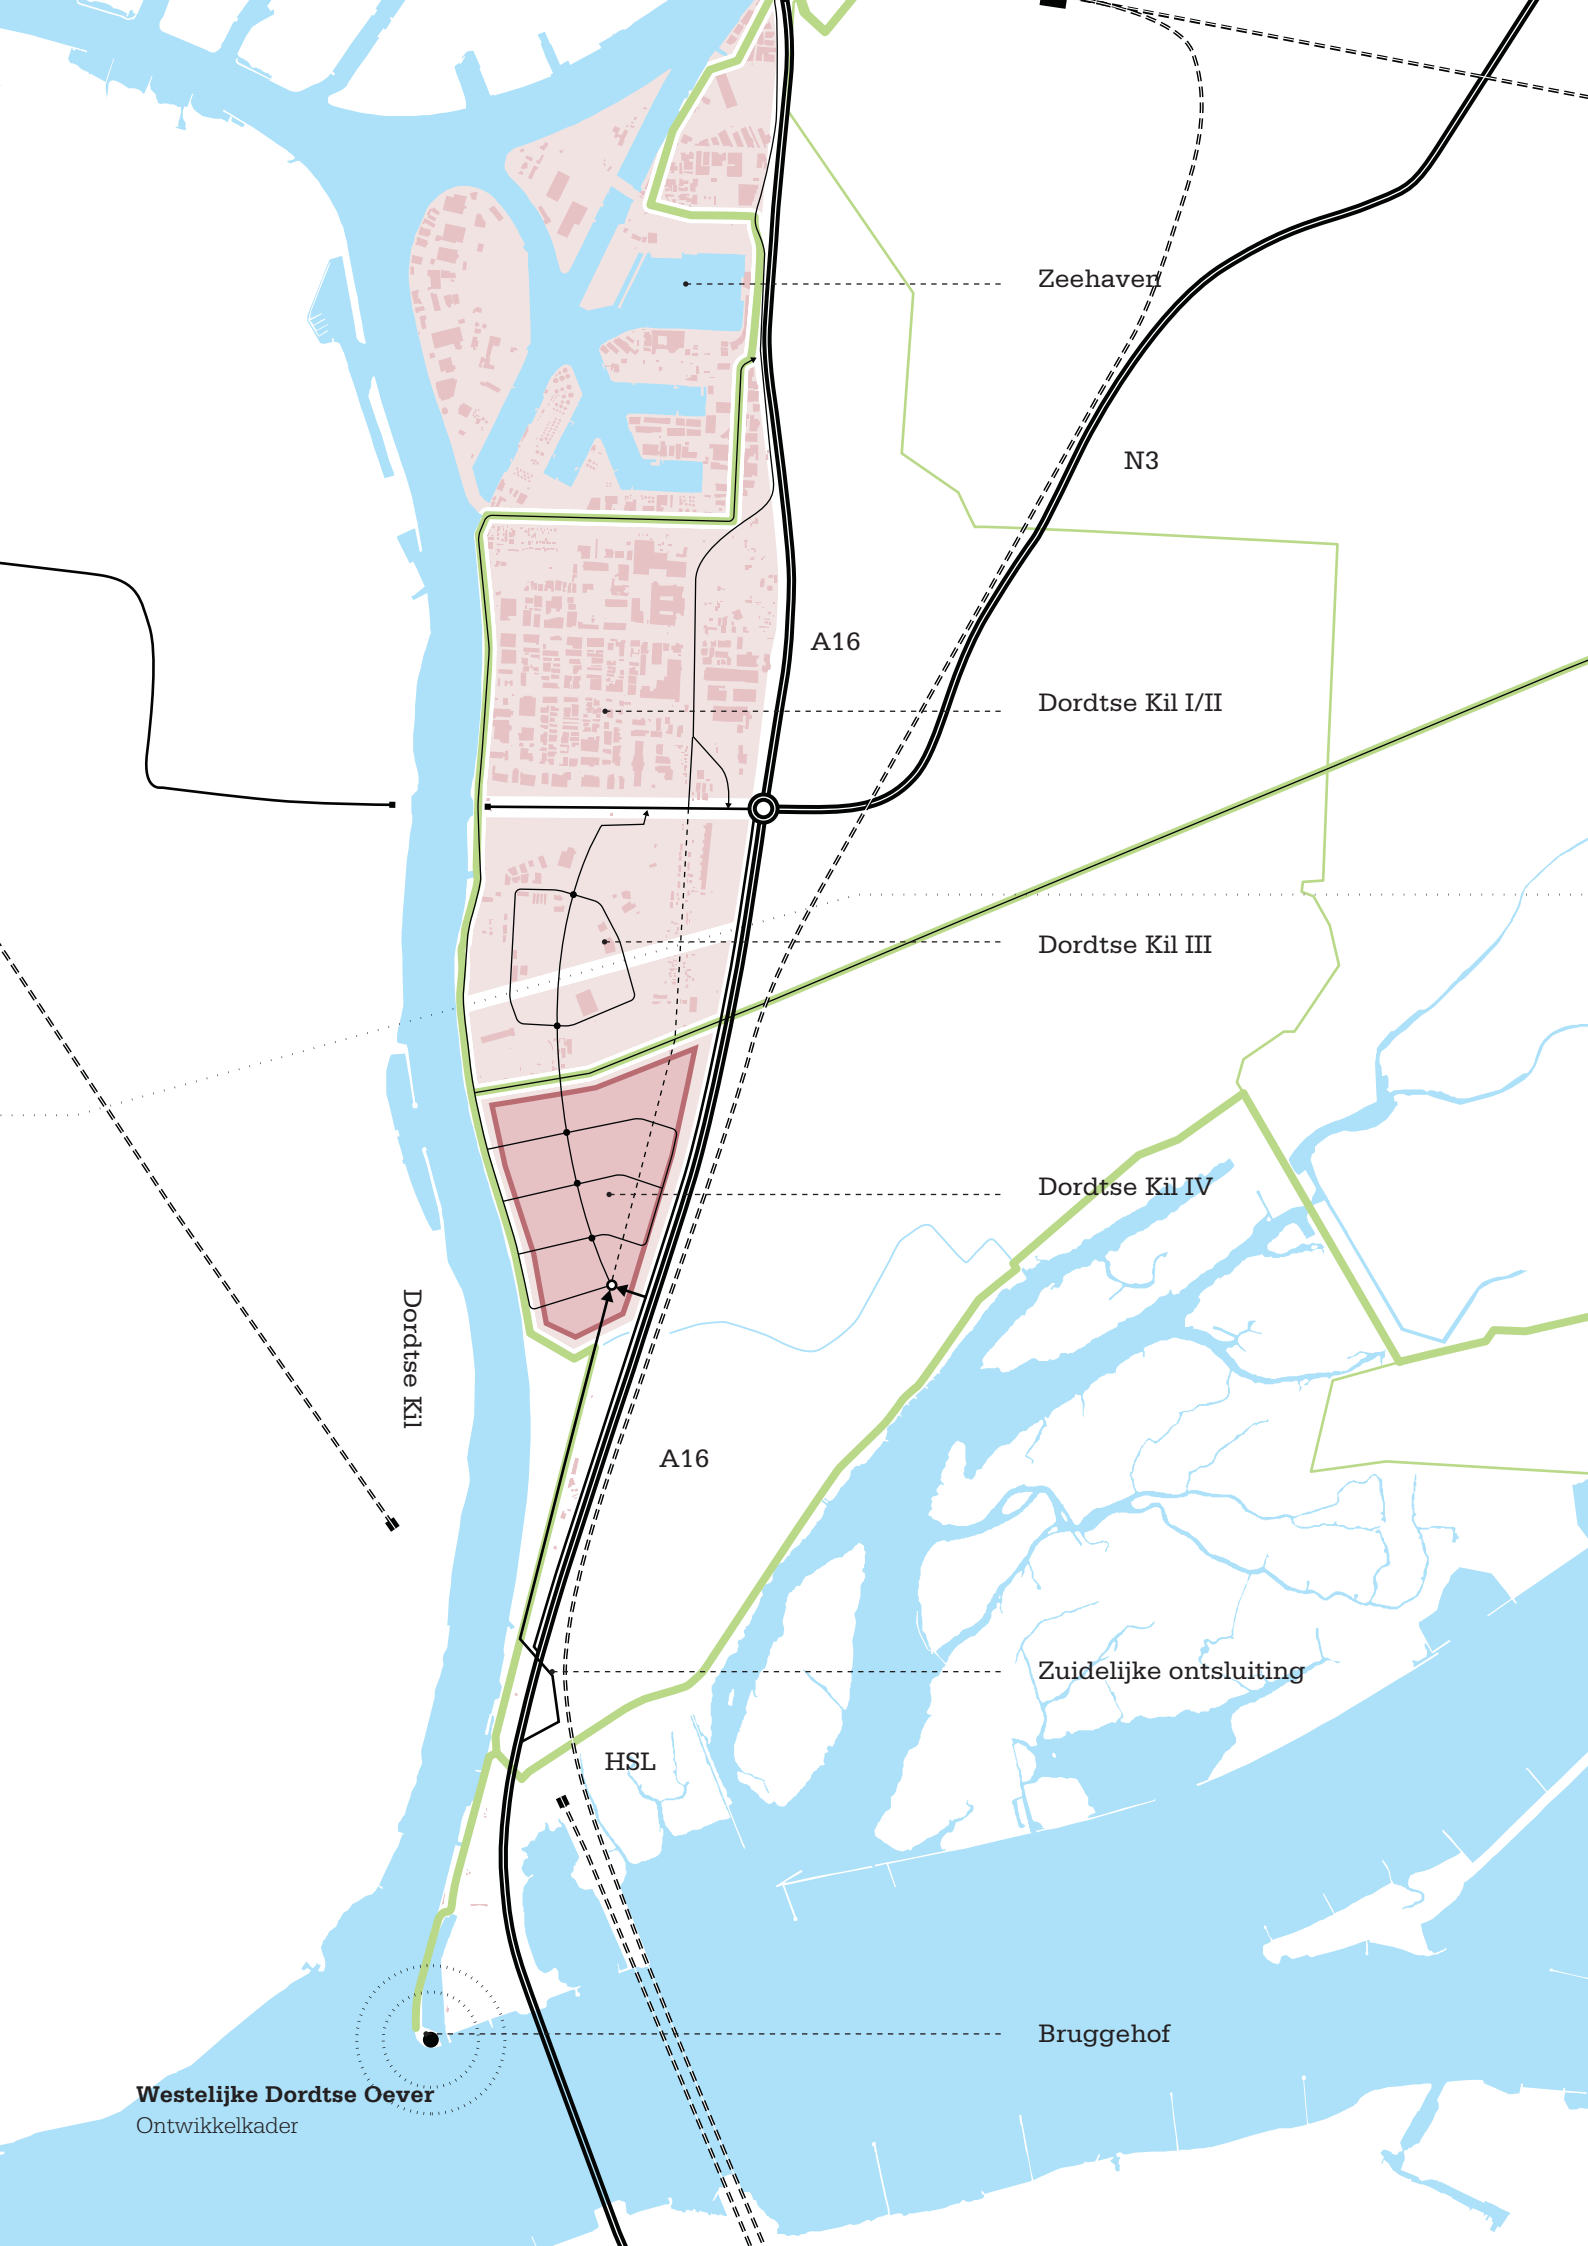 Zeehaven
N3
A16
Dordtse Kil I/II
Dordtse Kil III
Dordtse Kil IV
Dordtse Kil
A16
Zuidelijke ontsluiting
HSL
Bruggehof
Westelijke Dordtse Oever
Ontwikkelkader